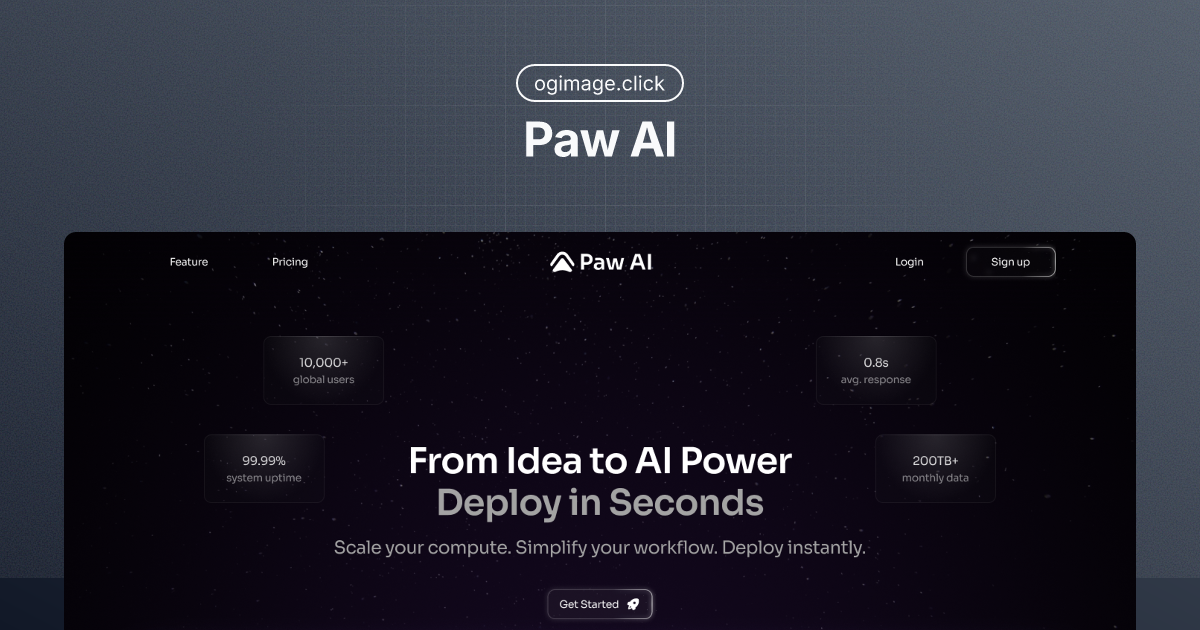 ogimage.click
Paw AI
Feature
Pricing
Paw AI
Login
Sign up
10,000+
global users
0.8s
avg. response
99.99%
system uptime
200TB+
monthly data
From Idea to AI Power
Deploy in Seconds
Scale your compute. Simplify your workflow. Deploy instantly.
Get Started